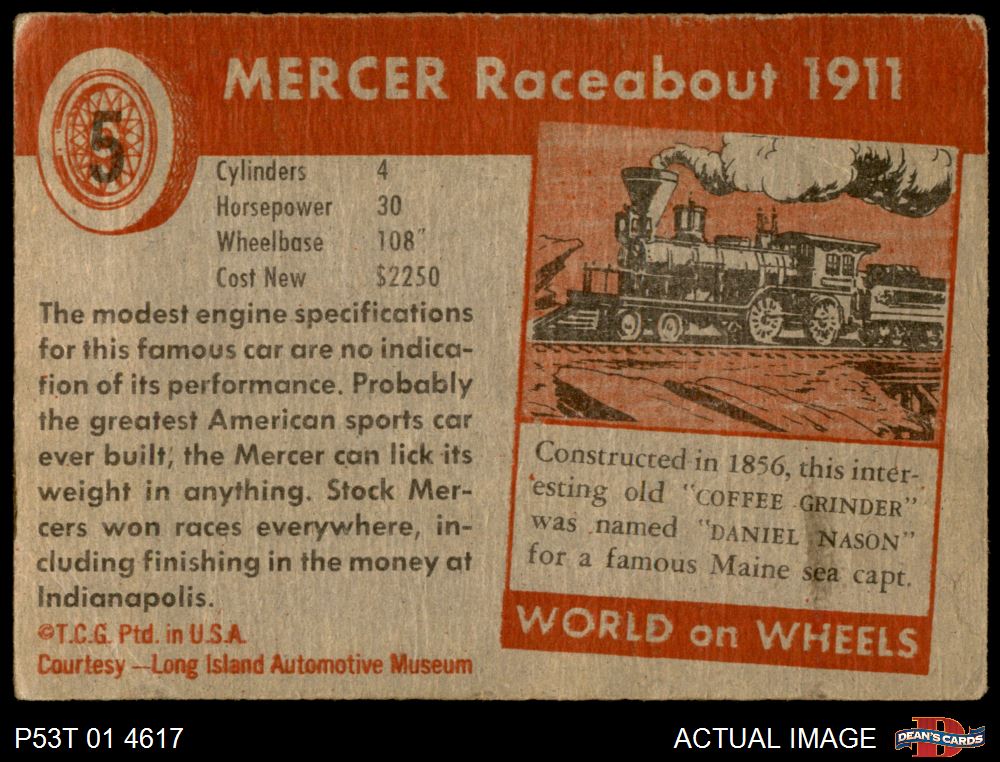 5
MERCER Raceabout 1911
Cylinders 4
Horsepower 30
Wheelbase 108"
Cost New $2250
The modest engine specifications
for this famous car are no indica-
tion of its performance. Probably
the greatest American sports car
ever built, the Mercer can lick its
weight in anything. Stock Mer-
cers won races everywhere, in-
cluding finishing in the money at
Indianapolis.
©T.C.G. Ptd. in U.S.A.
Courtesy—Long Island Automotive Museum
Constructed in 1856, this inter-
esting old "COFFEE GRINDER"
was named "DANIEL NASON"
for a famous Maine sea capt.
WORLD on WHEELS
P53T 01 4617
ACTUAL IMAGE
D
DEAN'S CARDS